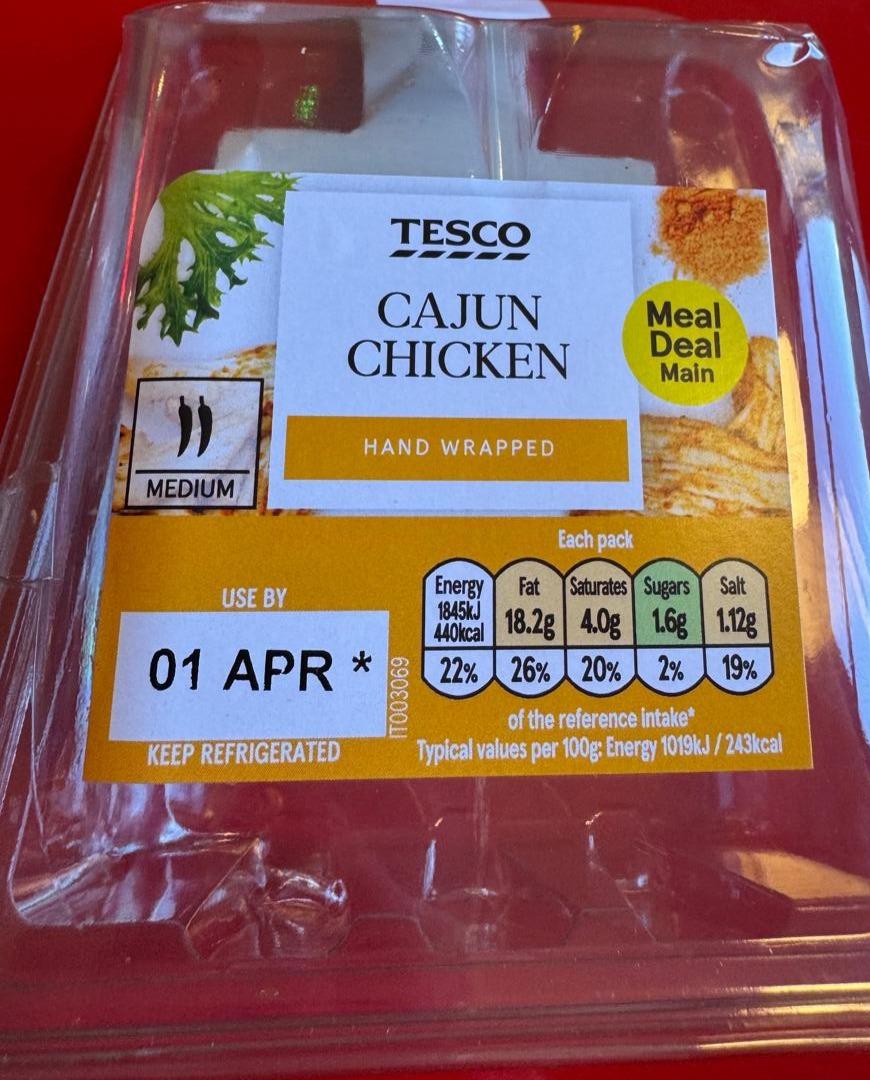 TESCO
CAJUN
CHICKEN
HAND WRAPPED
Meal
Deal
Main
MEDIUM
USE BY
01 APR *
KEEP REFRIGERATED
IT003069
Each pack
Energy Fat Saturates Sugars Salt
1845kJ
440kcal 18.2g 4.0g 1.6g 1.12g
22% 26% 20% 2% 19%
of the reference intake*
Typical values per 100g: Energy 1019kJ / 243kcal